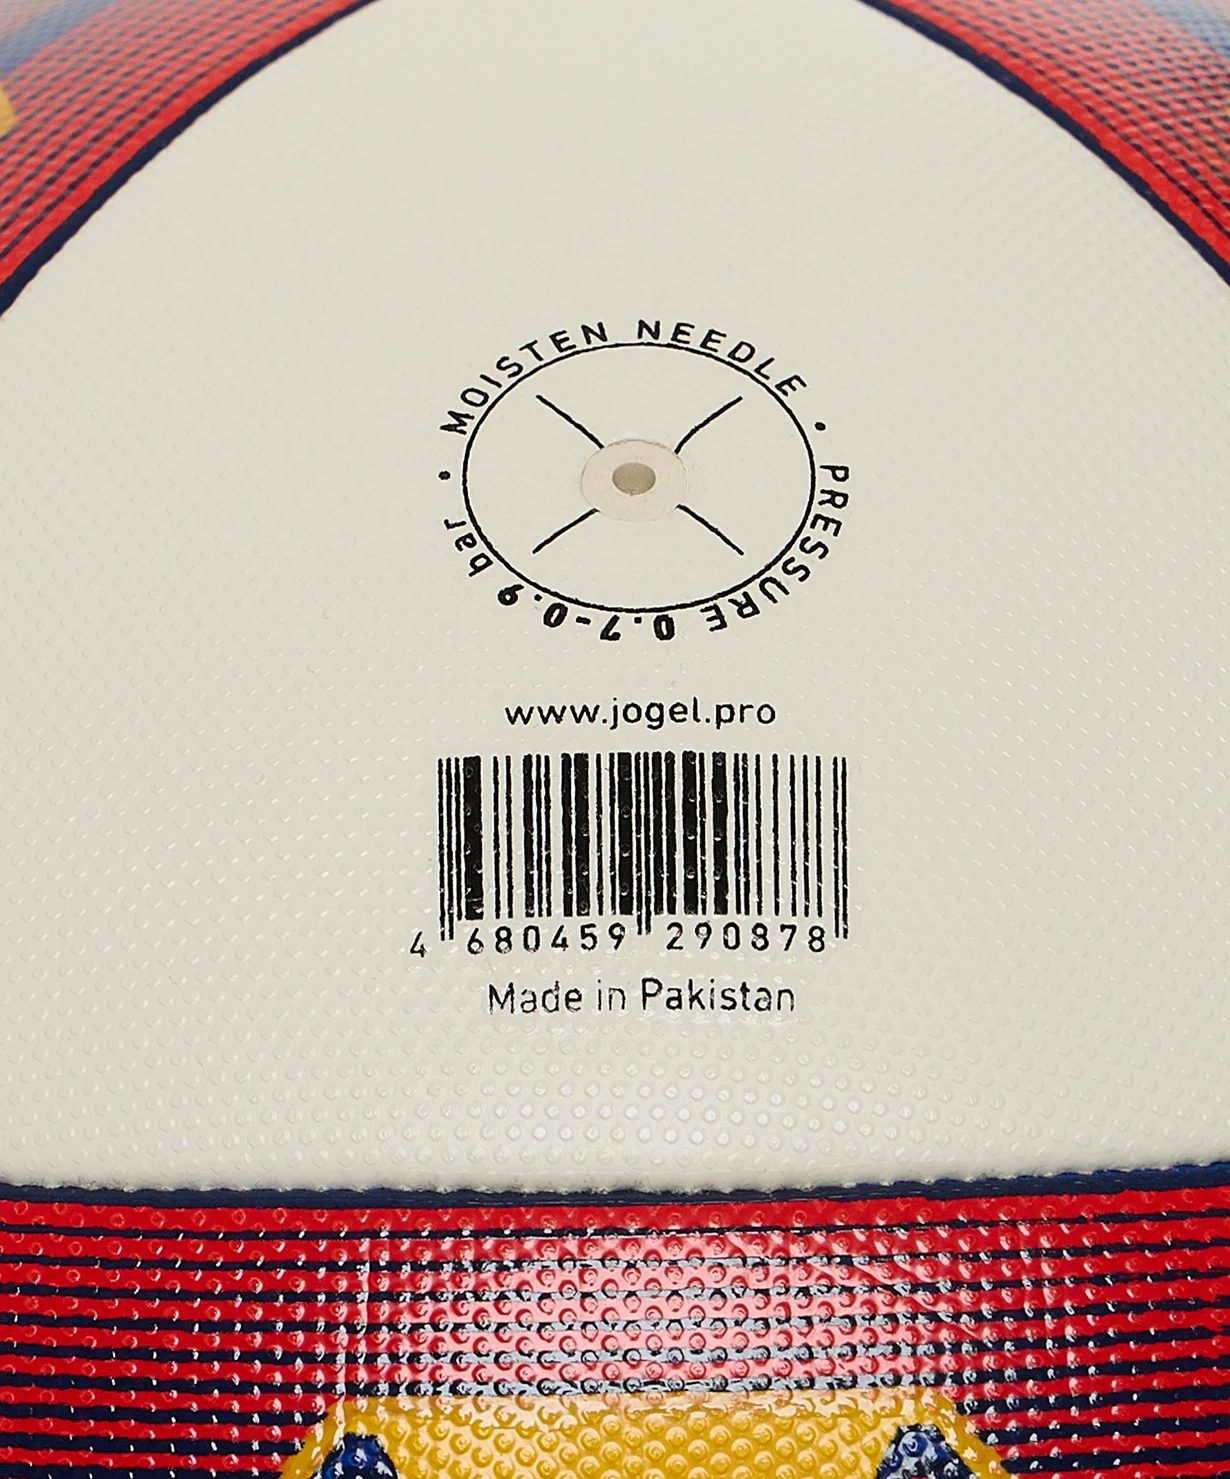 MOISTEN NEEDLE • PRESSURE 0.7-0.9 bar •
www.jogel.pro
4 680459 290878
Made in Pakistan